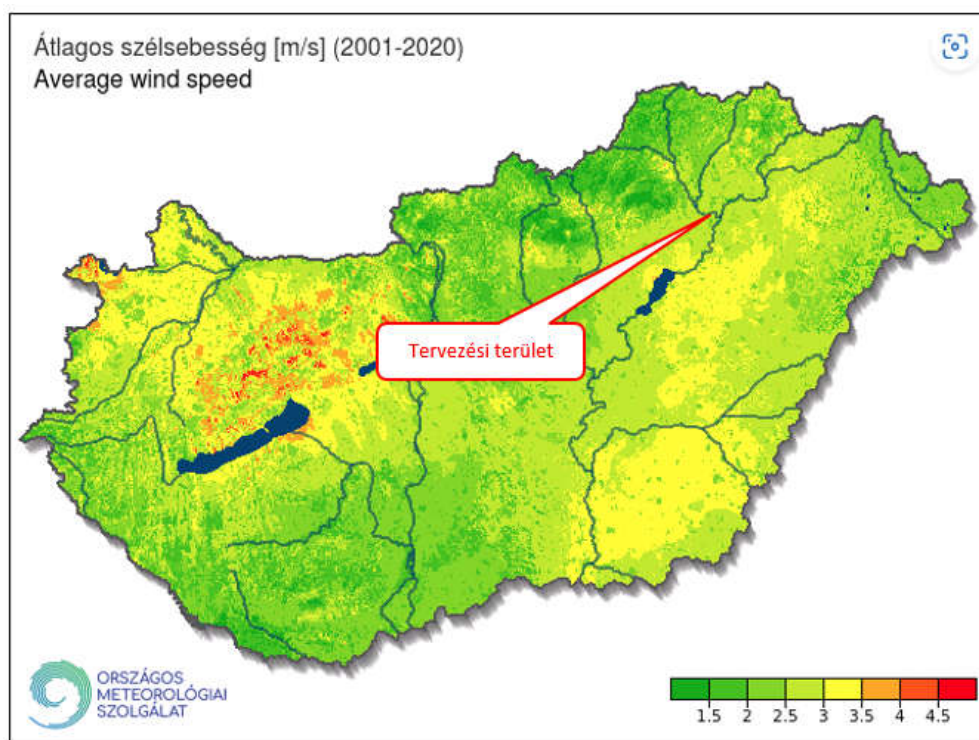 Átlagos szélsebesség [m/s] (2001-2020)
Average wind speed
Tervezési terület
ORSZÁGOS
METEOROLÓGIAI
SZOLGÁLAT
1.5 2 2.5 3 3.5 4 4.5